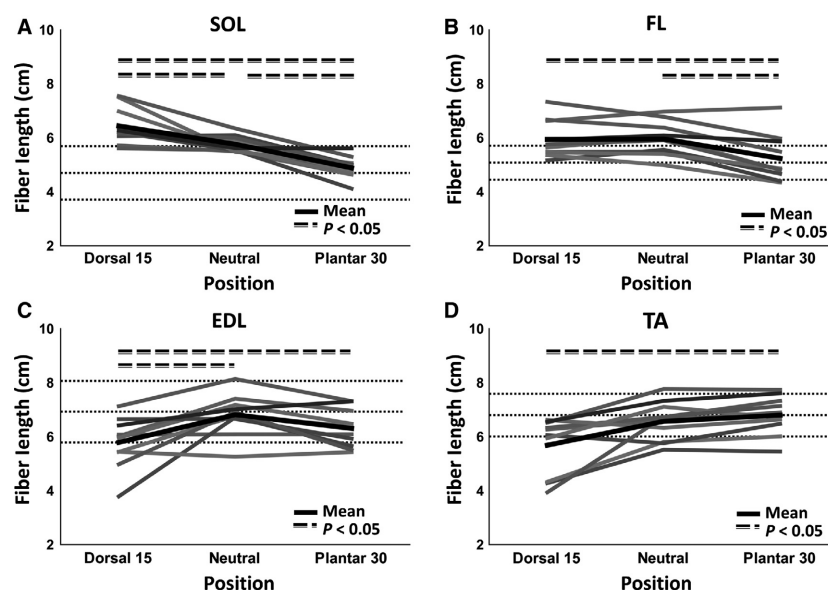 A
SOL
10
8
6
4
2
Fiber length (cm)
Mean
P < 0.05
Dorsal 15 Neutral Plantar 30
Position
B
FL
10
8
6
4
2
Fiber length (cm)
Mean
P < 0.05
Dorsal 15 Neutral Plantar 30
Position
C
EDL
10
8
6
4
2
Fiber length (cm)
Mean
P < 0.05
Dorsal 15 Neutral Plantar 30
Position
D
TA
10
8
6
4
2
Fiber length (cm)
Mean
P < 0.05
Dorsal 15 Neutral Plantar 30
Position